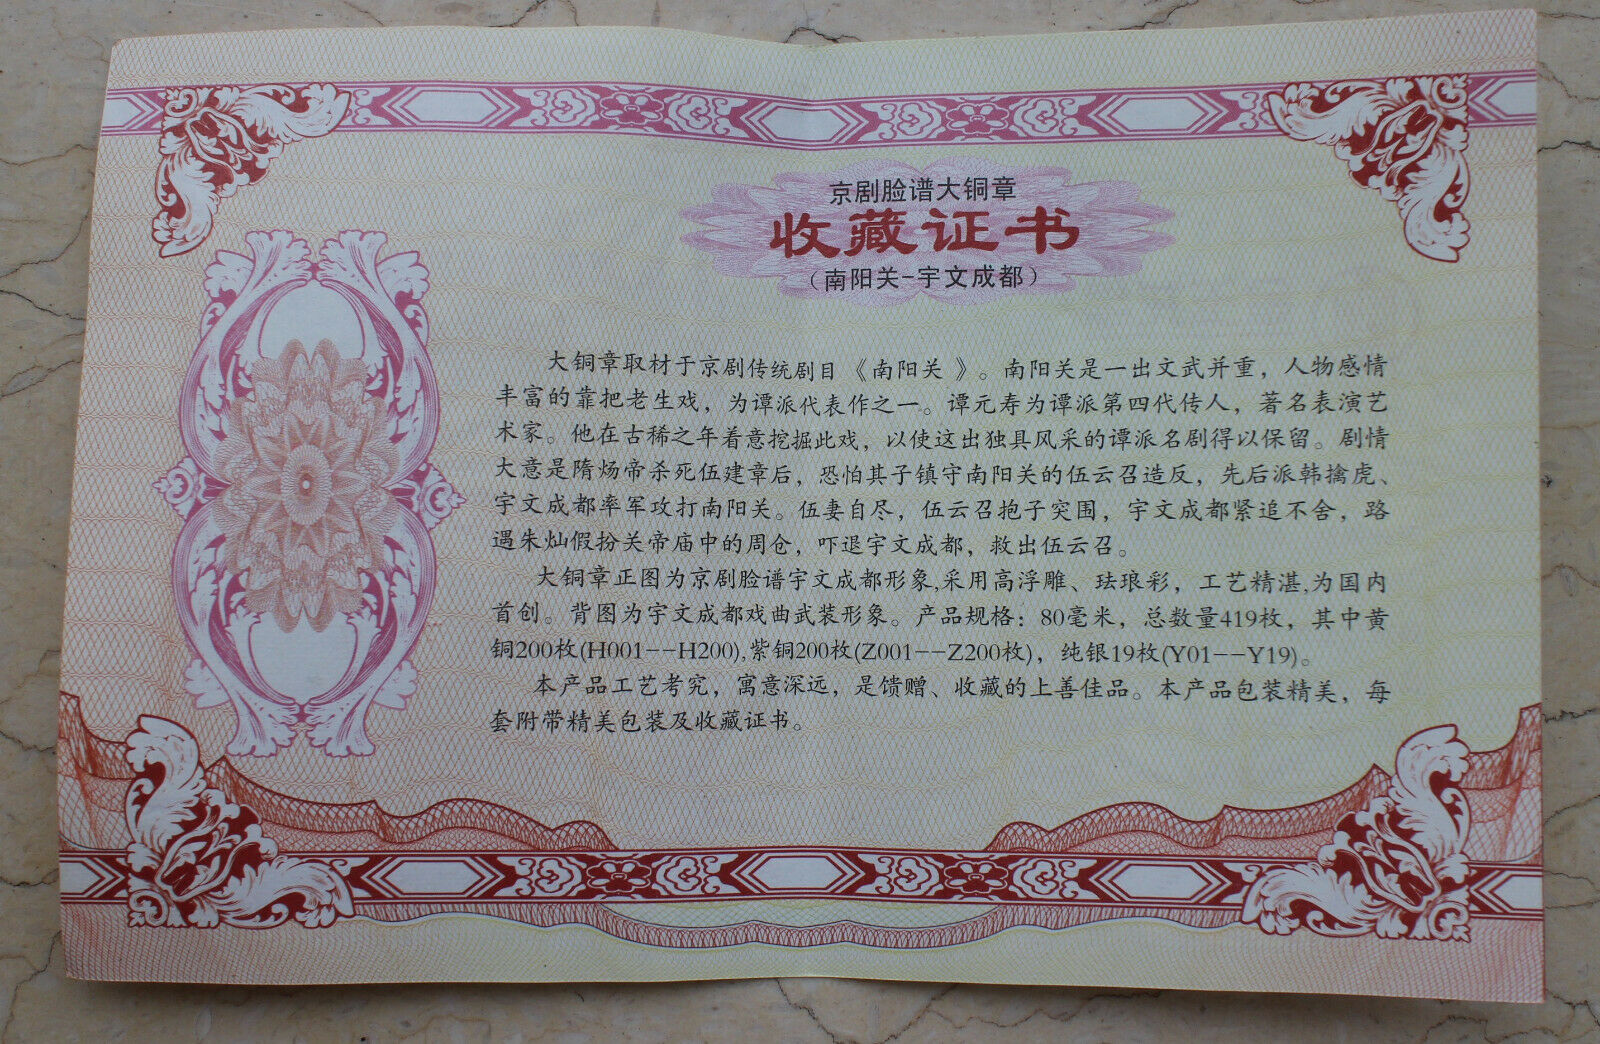 京剧脸谱大铜章
收藏证书
（南阳关-宇文成都）
大铜章取材于京剧传统剧目《南阳关 》。南阳关是一出文武并重，人物感情
丰富的靠把老生戏，为谭派代表作之一。谭元寿为谭派第四代传人，著名表演艺
术家。他在古稀之年着意挖掘此戏，以使这出独具风采的谭派名剧得以保留。剧情
大意是隋炀帝杀死伍建章后，恐怕其子镇守南阳关的伍云召造反，先后派韩擒虎、
宇文成都率军攻打南阳关。伍妻自尽，伍云召抱子突围，宇文成都紧追不舍，路
遇朱灿假扮关帝庙中的周仓，吓退宇文成都，救出伍云召。
大铜章正图为京剧脸谱宇文成都形象,采用高浮雕、珐琅彩，工艺精湛,为国内
首创。背图为宇文成都戏曲武装形象。产品规格：80毫米，总数量419枚，其中黄
铜200枚(H001--H200),紫铜200枚(Z001--Z200枚)，纯银19枚(Y01--Y19)。
本产品工艺考究，寓意深远，是馈赠、收藏的上善佳品。本产品包装精美，每
套附带精美包装及收藏证书。